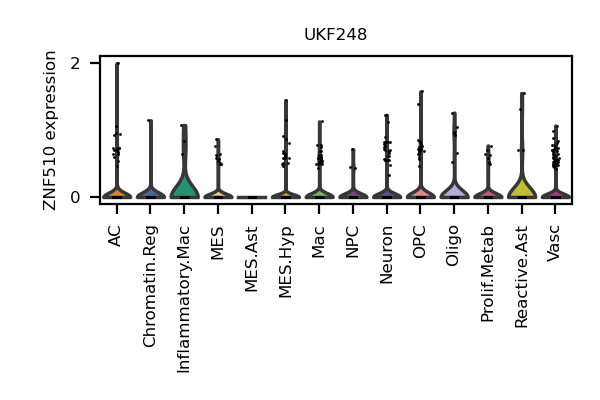 UKF248
ZNF510 expression
2
0
AC
Chromatin.Reg
Inflammatory.Mac
MES
MES.Ast
MES.Hyp
Mac
NPC
Neuron
OPC
Oligo
Prolif.Metab
Reactive.Ast
Vasc